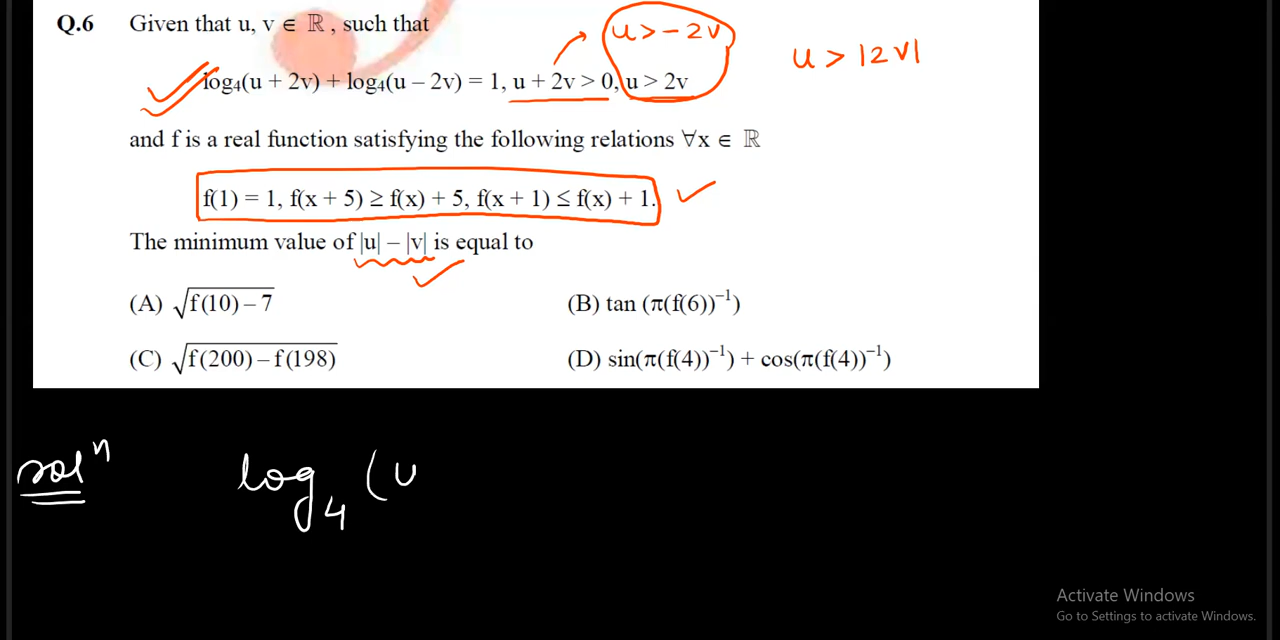 Q.6 Given that u, v ∈ ℝ, such that
u > −2v
u > |2v|
log₄(u + 2v) + log₄(u − 2v) = 1, u + 2v > 0, u > 2v
and f is a real function satisfying the following relations ∀x ∈ ℝ
f(1) = 1, f(x + 5) ≥ f(x) + 5, f(x + 1) ≤ f(x) + 1.
The minimum value of |u| − |v| is equal to
(A) √(f(10) − 7) (B) tan (π(f(6))⁻¹)
(C) √(f(200) − f(198)) (D) sin(π(f(4))⁻¹) + cos(π(f(4))⁻¹)
solⁿ log₄ (u
Activate Windows
Go to Settings to activate Windows.